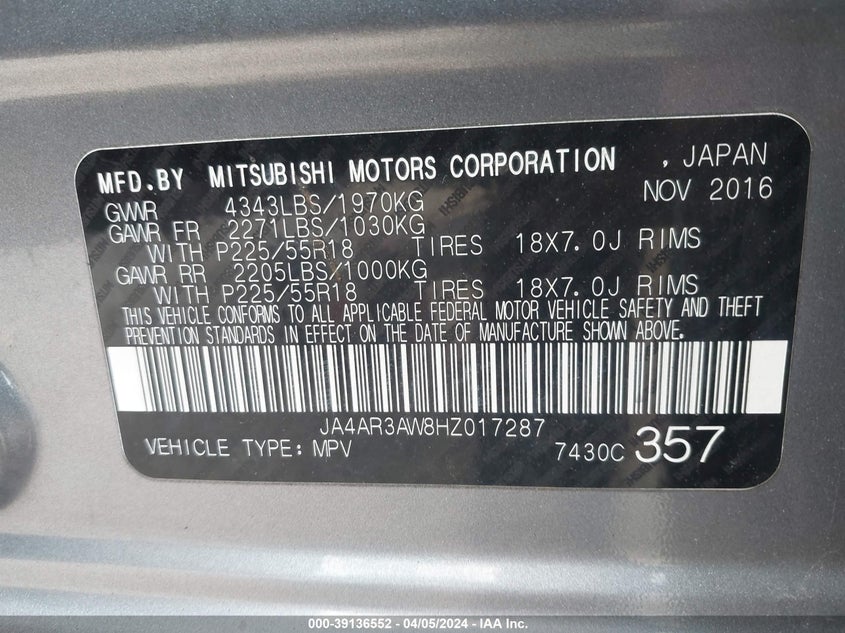 MFD.BY MITSUBISHI MOTORS CORPORATION , JAPAN
GVWR 4343LBS/1970KG NOV 2016
GAWR FR 2271LBS/1030KG
WITH P225/55R18 TIRES 18X7.0J RIMS
GAWR RR 2205LBS/1000KG
WITH P225/55R18 TIRES 18X7.0J RIMS
THIS VEHICLE CONFORMS TO ALL APPLICABLE FEDERAL MOTOR VEHICLE SAFETY AND THEFT
PREVENTION STANDARDS IN EFFECT ON THE DATE OF MANUFACTURE SHOWN ABOVE.
JA4AR3AW8HZ017287
VEHICLE TYPE: MPV 7430C 357
000-39136552 - 04/05/2024 - IAA Inc.